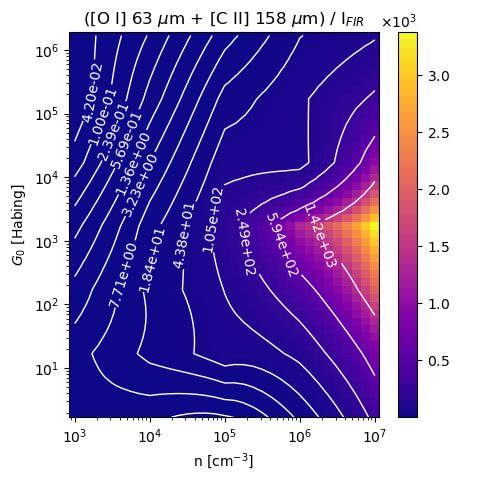 ([O I] 63 μm + [C II] 158 μm) / I_FIR
×10³
10⁶
10⁵
10⁴
10³
10²
10¹
G₀ [Habing]
4.20e-02
1.00e-01
2.39e-01
5.69e-01
1.36e+00
3.23e+00
7.71e+00
1.84e+01
4.38e+01
1.05e+02
2.49e+02
5.94e+02
1.42e+03
3.0
2.5
2.0
1.5
1.0
0.5
10³ 10⁴ 10⁵ 10⁶ 10⁷
n [cm⁻³]